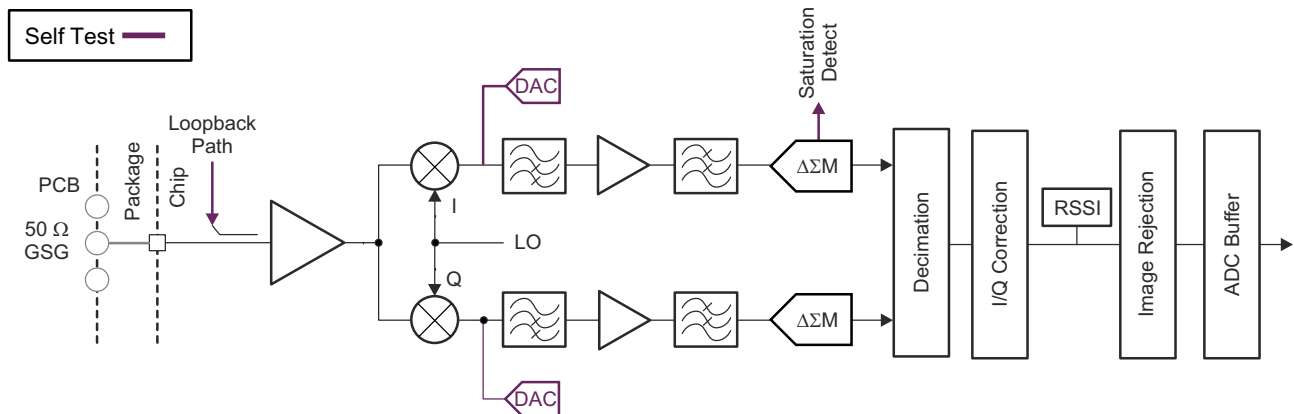 Self Test
DAC
Saturation
Detect
Loopback
Path
PCB
Package
Chip
50 Ω
GSG
I
LO
Q
ΔΣM
Decimation
I/Q Correction
RSSI
Image Rejection
ADC Buffer
ΔΣM
DAC